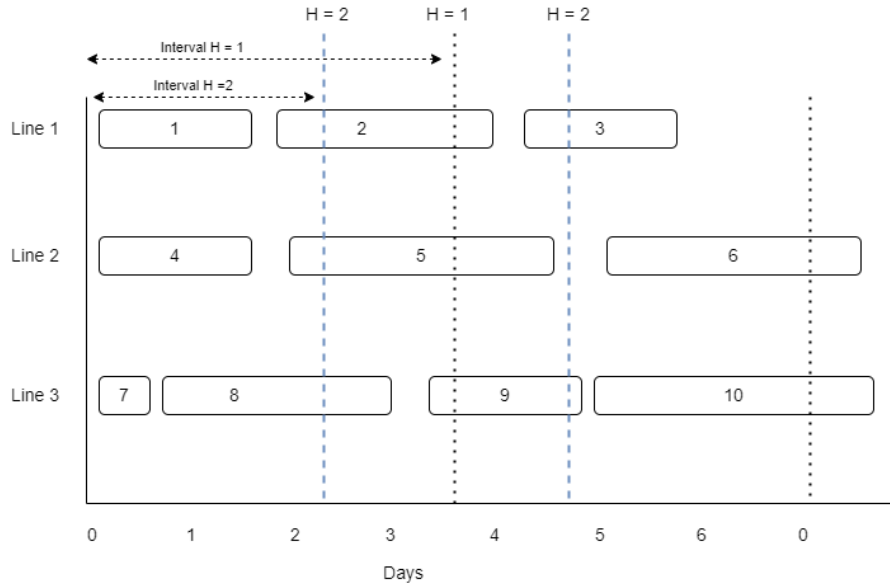 H = 2 H = 1 H = 2
Interval H = 1
Interval H =2
Line 1 1 2 3
Line 2 4 5 6
Line 3 7 8 9 10
0 1 2 3 4 5 6 0
Days